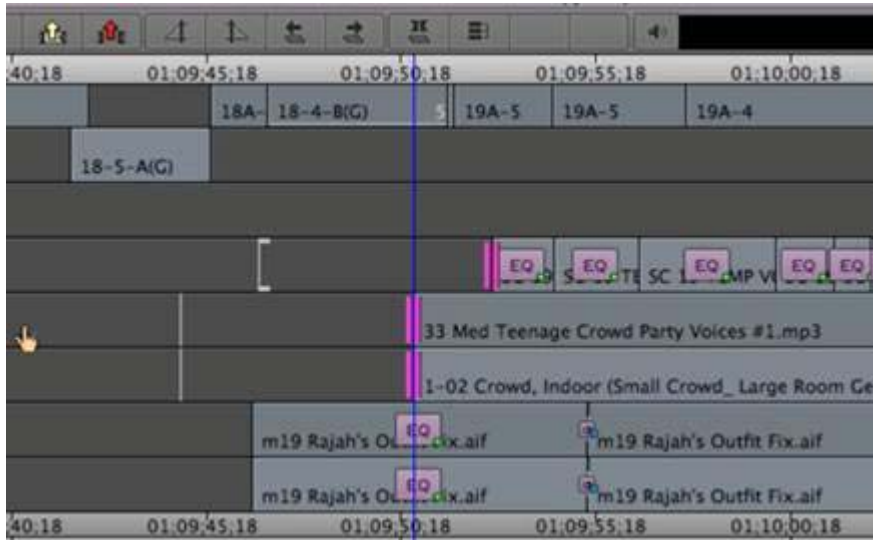 40;18 01;09;45;18 01;09;50;18 01;09;55;18 01;10;00;18
18A- 18-4-B(G) 5 19A-5 19A-5 19A-4
18-5-A(G)
EQ EQ EQ EQ EQ
SC
33 Med Teenage Crowd Party Voices #1.mp3
1-02 Crowd, Indoor (Small Crowd_ Large Room Ge
EQ
m19 Rajah's Ou ix.aif m19 Rajah's Outfit Fix.aif
EQ
m19 Rajah's Ou ix.aif m19 Rajah's Outfit Fix.aif
40;18 01;09;45;18 01;09;50;18 01;09;55;18 01;10;00;18